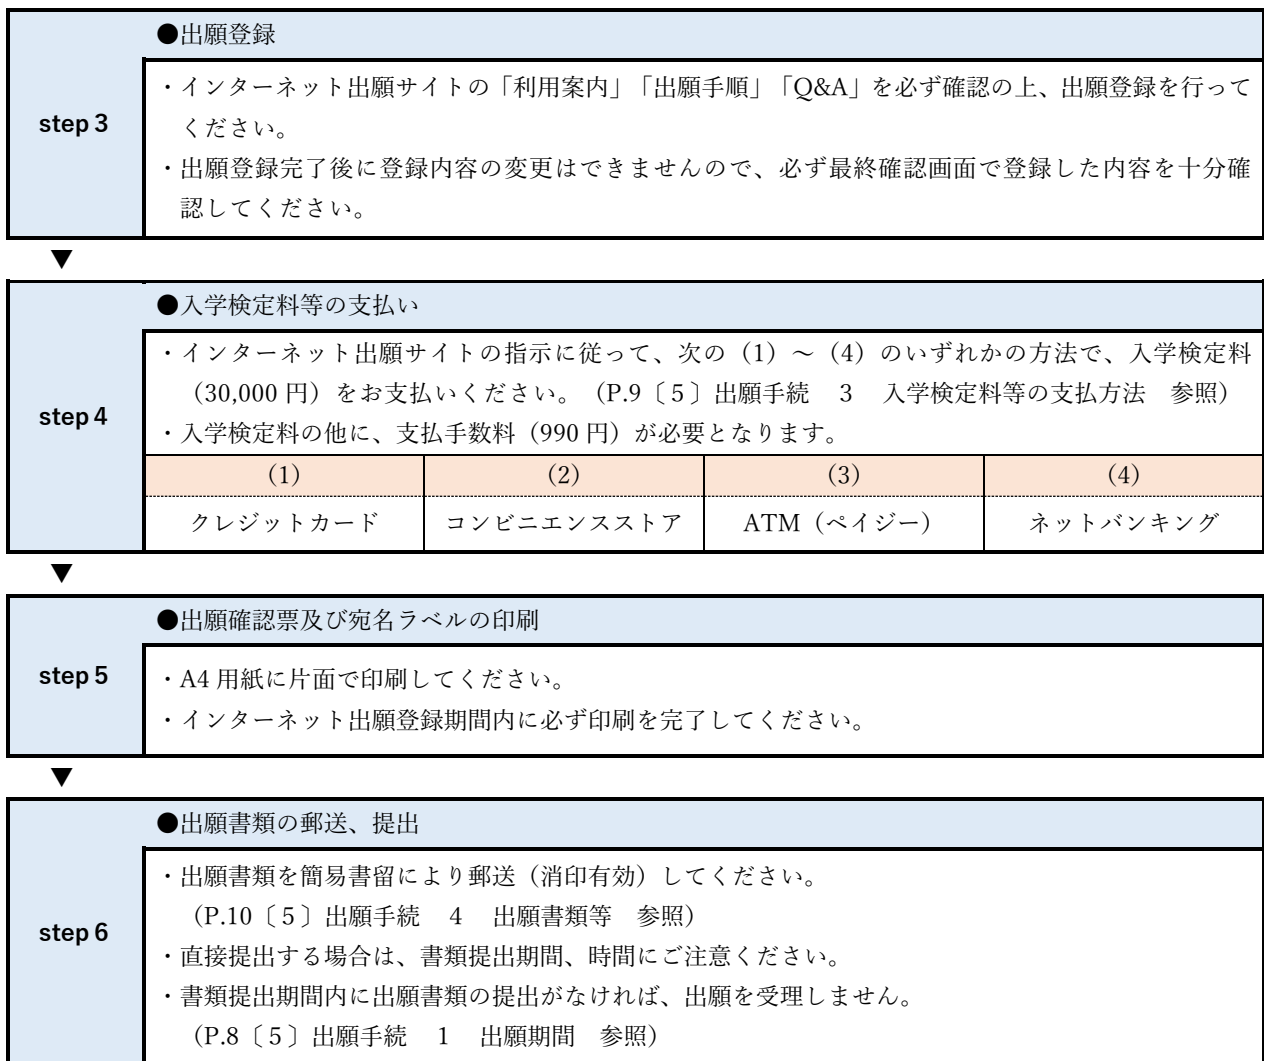 ●出願登録
step 3
・インターネット出願サイトの「利用案内」「出願手順」「Q&A」を必ず確認の上、出願登録を行って
ください。
・出願登録完了後に登録内容の変更はできませんので、必ず最終確認画面で登録した内容を十分確
認してください。
▼
●入学検定料等の支払い
step 4
・インターネット出願サイトの指示に従って、次の（1）～（4）のいずれかの方法で、入学検定料
（30,000 円）をお支払いください。（P.9〔５〕出願手続　3　入学検定料等の支払方法　参照）
・入学検定料の他に、支払手数料（990 円）が必要となります。
（1） （2） （3） （4）
クレジットカード コンビニエンスストア ATM（ペイジー） ネットバンキング
▼
●出願確認票及び宛名ラベルの印刷
step 5
・A4 用紙に片面で印刷してください。
・インターネット出願登録期間内に必ず印刷を完了してください。
▼
●出願書類の郵送、提出
step 6
・出願書類を簡易書留により郵送（消印有効）してください。
（P.10〔５〕出願手続　4　出願書類等　参照）
・直接提出する場合は、書類提出期間、時間にご注意ください。
・書類提出期間内に出願書類の提出がなければ、出願を受理しません。
（P.8〔５〕出願手続　1　出願期間　参照）